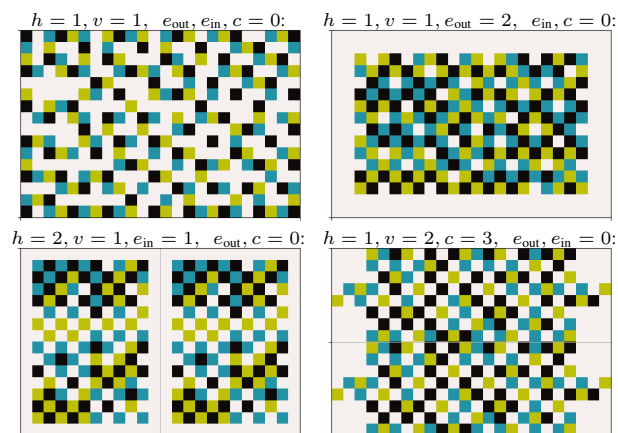 h = 1, v = 1, e_out, e_in, c = 0:
h = 1, v = 1, e_out = 2, e_in, c = 0:
h = 2, v = 1, e_in = 1, e_out, c = 0:
h = 1, v = 2, c = 3, e_out, e_in = 0: